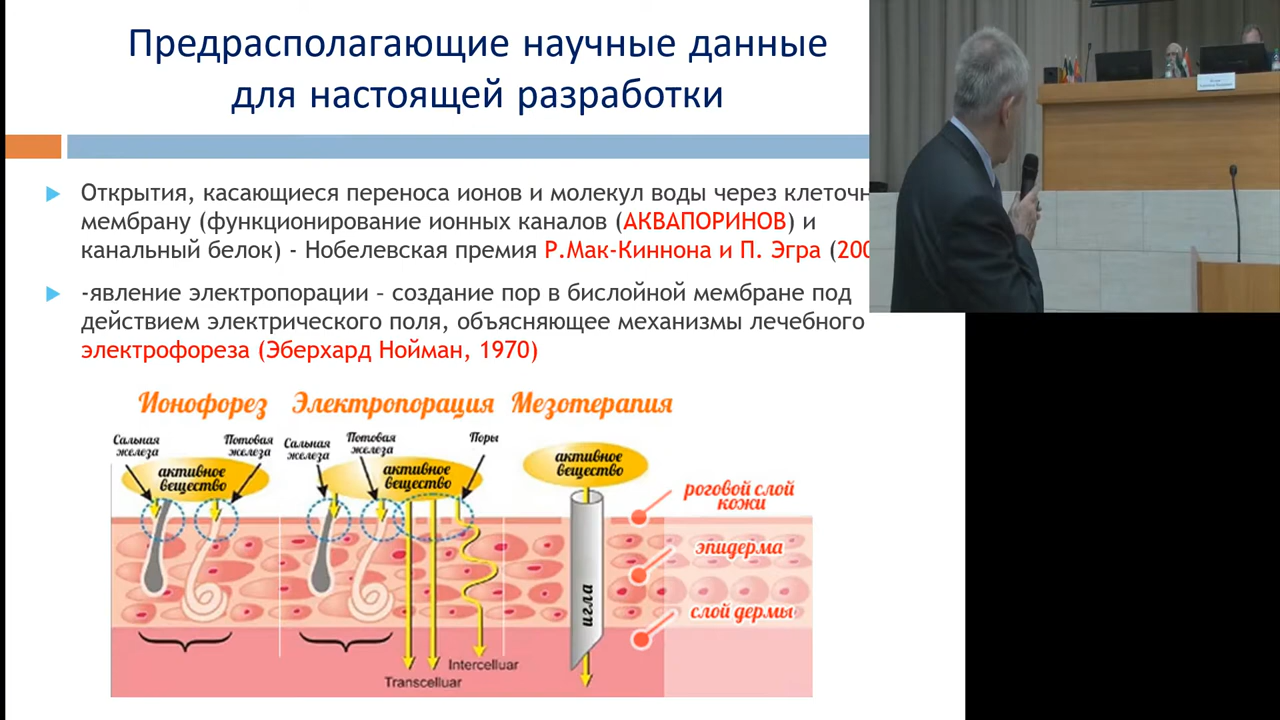 Предрасполагающие научные данные
для настоящей разработки
Открытия, касающиеся переноса ионов и молекул воды через клеточн
мембрану (функционирование ионных каналов (АКВАПОРИНОВ) и
канальный белок) - Нобелевская премия Р.Мак-Киннона и П. Эгра (200
-явление электропорации – создание пор в бислойной мембране под
действием электрического поля, объясняющее механизмы лечебного
электрофореза (Эберхард Нойман, 1970)
Ионофорез Электропорация Мезотерапия
Сальная железа
Потовая железа
активное вещество
Сальная железа
Потовая железа
Поры
активное вещество
активное вещество
игла
роговой слой
кожи
эпидерма
слой дермы
Intercelluar
Transcelluar